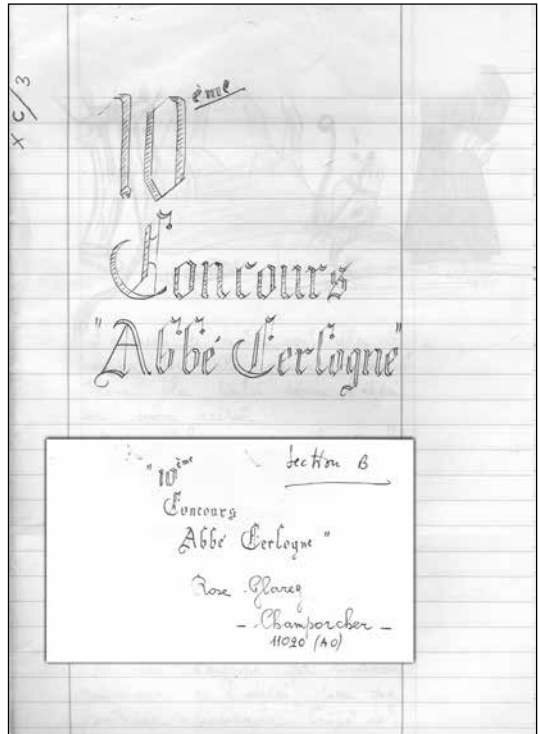 X C/3
10ème
Concours
"Abbé Cerlogne"
Section B
"10ème
Concours
Abbé Cerlogne"
Rose Glarey
- Champorcher -
11020 (AO)